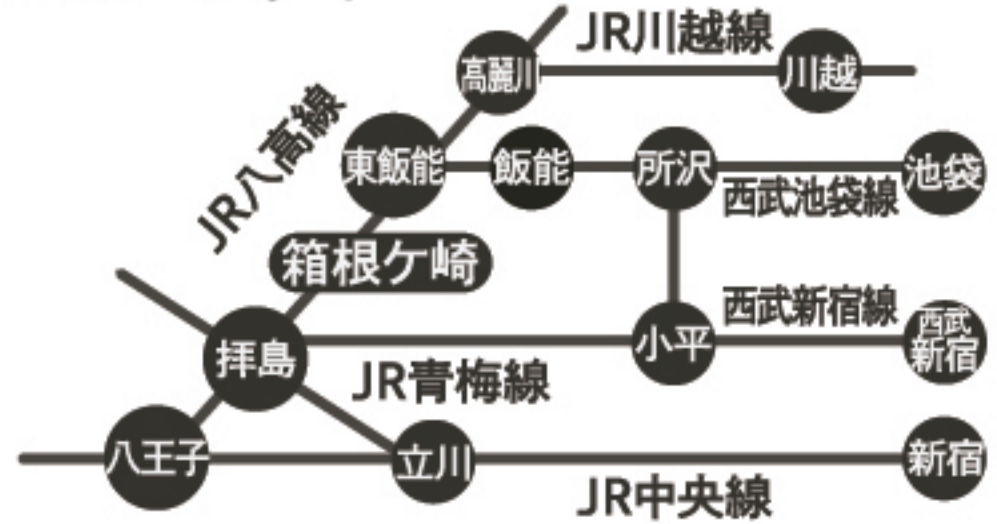 JR川越線
高麗川
川越
JR八高線
東飯能
飯能
所沢
池袋
西武池袋線
箱根ケ崎
西武新宿線
西武
新宿
拝島
小平
JR青梅線
八王子
立川
新宿
JR中央線